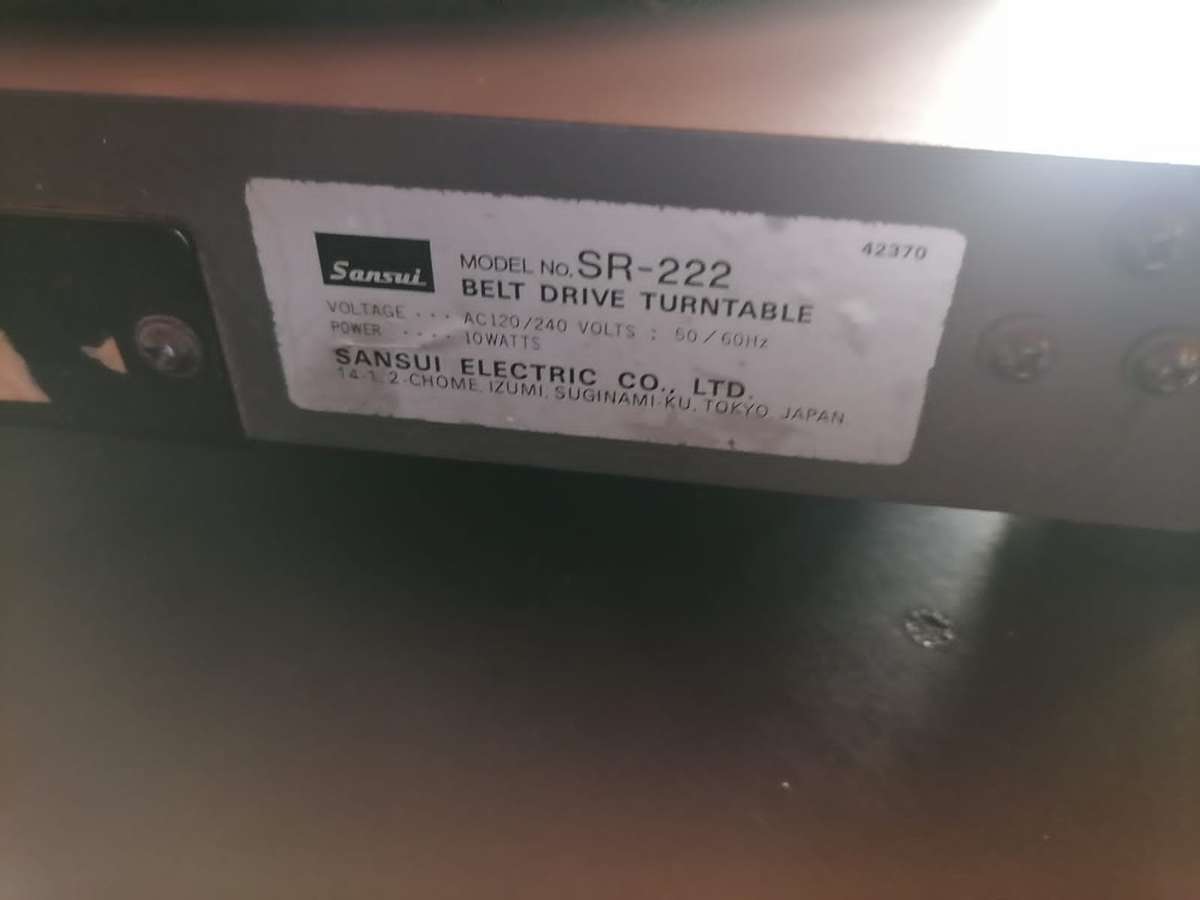 42370
Sansui
MODEL No. SR-222
BELT DRIVE TURNTABLE
VOLTAGE ... AC120/240 VOLTS ; 50/60Hz
POWER .... 10WATTS
SANSUI ELECTRIC CO., LTD.
14-1, 2-CHOME, IZUMI, SUGINAMI-KU, TOKYO, JAPAN